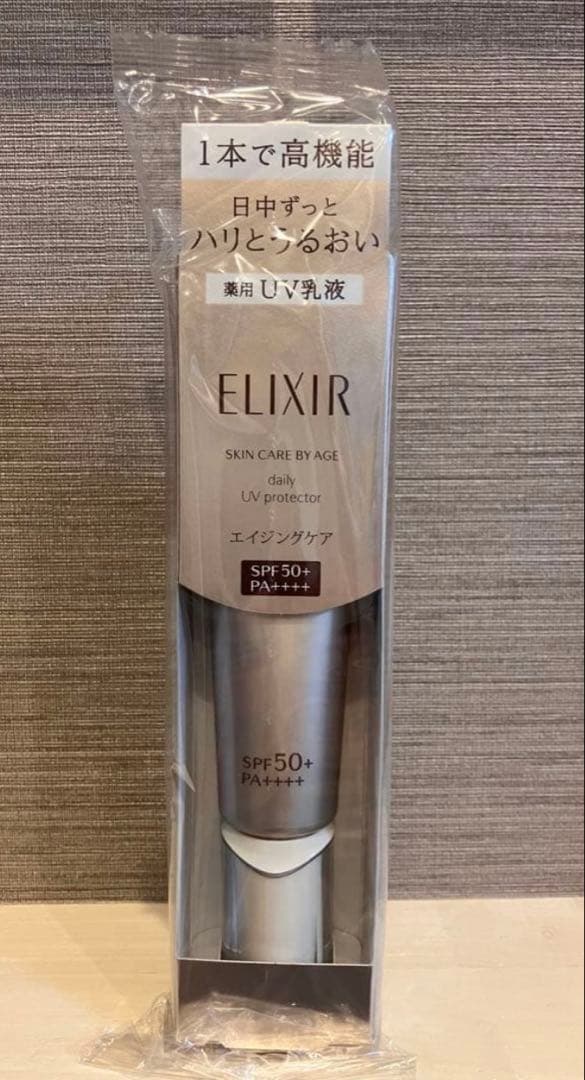 1本で高機能
日中ずっと
ハリとうるおい
薬用 UV乳液
ELIXIR
SKIN CARE BY AGE
daily
UV protector
エイジングケア
SPF50+
PA++++
SPF50+
PA++++